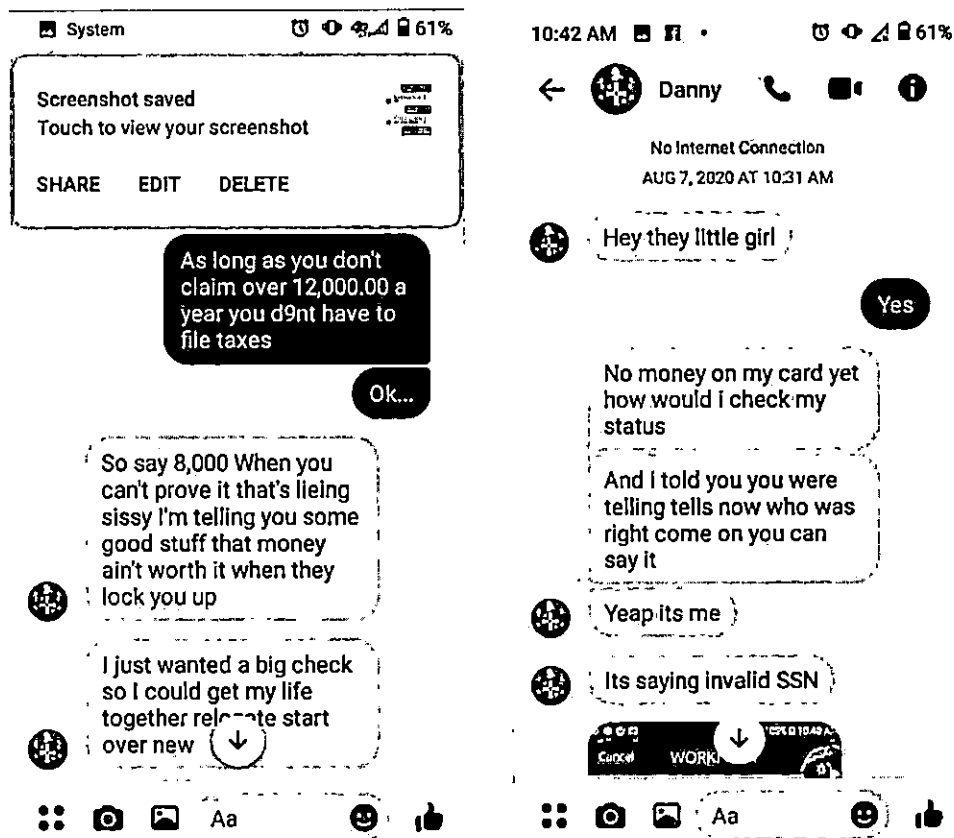 System 61%
Screenshot saved
Touch to view your screenshot
SHARE EDIT DELETE
As long as you don't
claim over 12,000.00 a
year you d9nt have to
file taxes
Ok...
So say 8,000 When you
can't prove it that's lieing
sissy I'm telling you some
good stuff that money
ain't worth it when they
lock you up
I just wanted a big check
so I could get my life
together relocate start
over new
Aa
10:42 AM 61%
Danny
No Internet Connection
AUG 7, 2020 AT 10:31 AM
Hey they little girl
Yes
No money on my card yet
how would i check my
status
And I told you you were
telling tells now who was
right come on you can
say it
Yeap its me
Its saying invalid SSN
Cancel
Aa